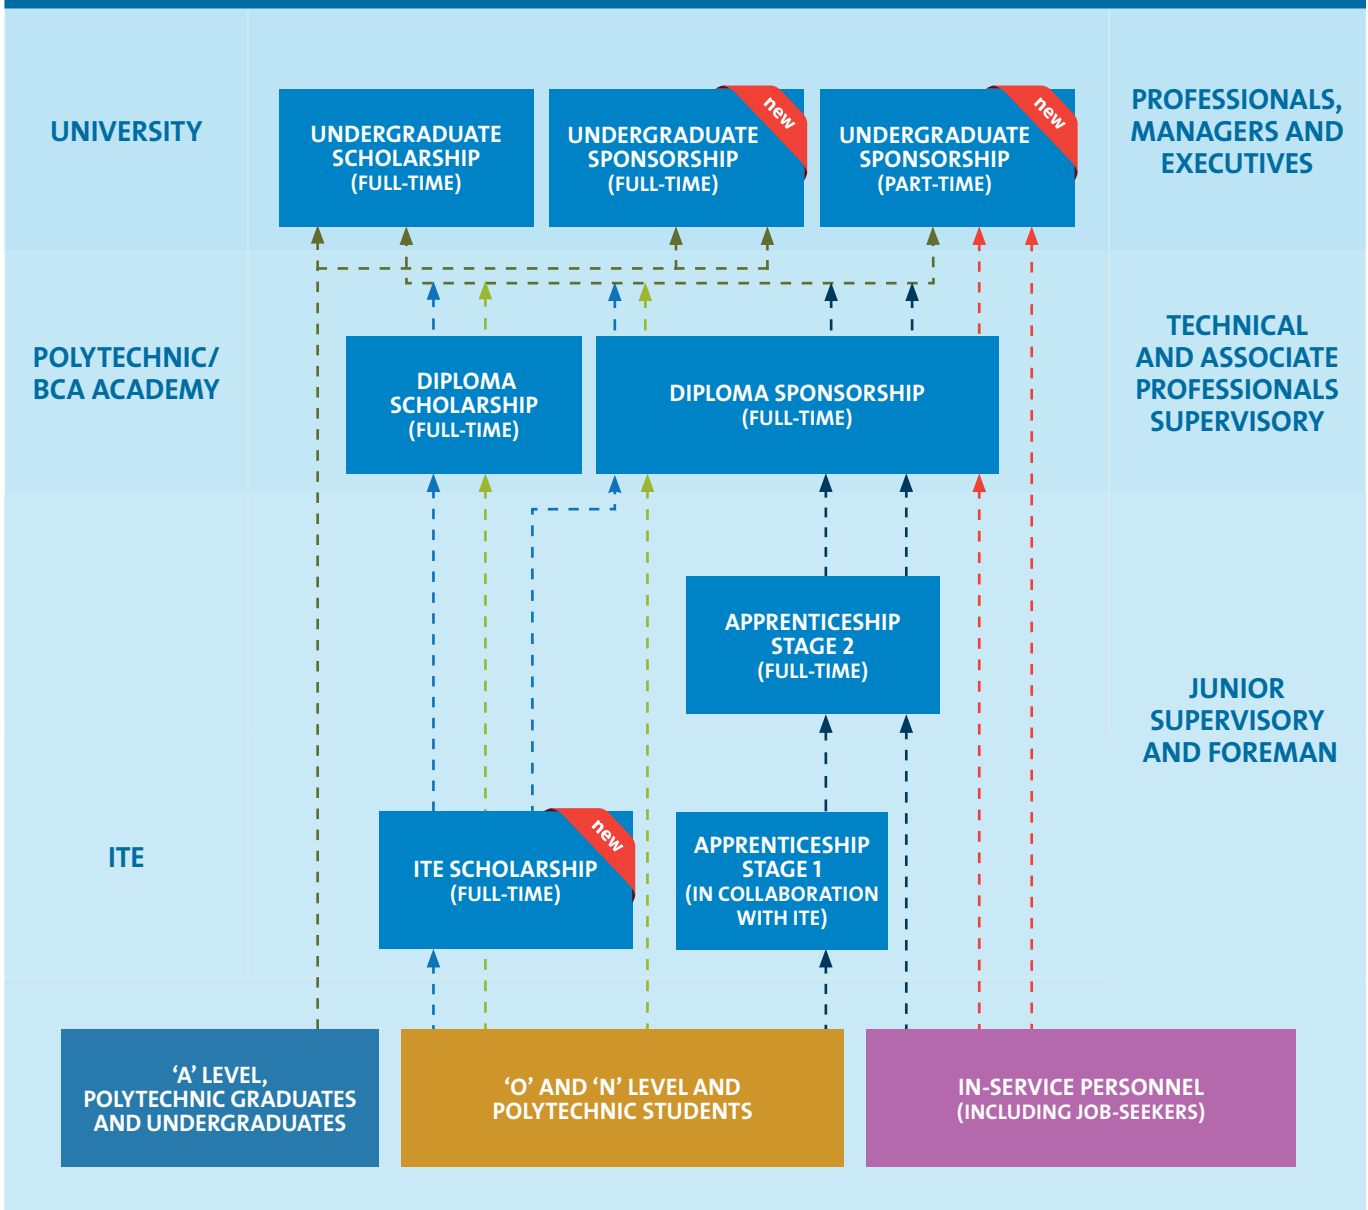 UNIVERSITY
UNDERGRADUATE
SCHOLARSHIP
(FULL-TIME)
UNDERGRADUATE
SPONSORSHIP
(FULL-TIME)
new
UNDERGRADUATE
SPONSORSHIP
(PART-TIME)
new
PROFESSIONALS,
MANAGERS AND
EXECUTIVES
POLYTECHNIC/
BCA ACADEMY
DIPLOMA
SCHOLARSHIP
(FULL-TIME)
DIPLOMA SPONSORSHIP
(FULL-TIME)
TECHNICAL
AND ASSOCIATE
PROFESSIONALS
SUPERVISORY
APPRENTICESHIP
STAGE 2
(FULL-TIME)
JUNIOR
SUPERVISORY
AND FOREMAN
ITE
ITE SCHOLARSHIP
(FULL-TIME)
new
APPRENTICESHIP
STAGE 1
(IN COLLABORATION
WITH ITE)
‘A’ LEVEL,
POLYTECHNIC GRADUATES
AND UNDERGRADUATES
‘O’ AND ‘N’ LEVEL AND
POLYTECHNIC STUDENTS
IN-SERVICE PERSONNEL
(INCLUDING JOB-SEEKERS)